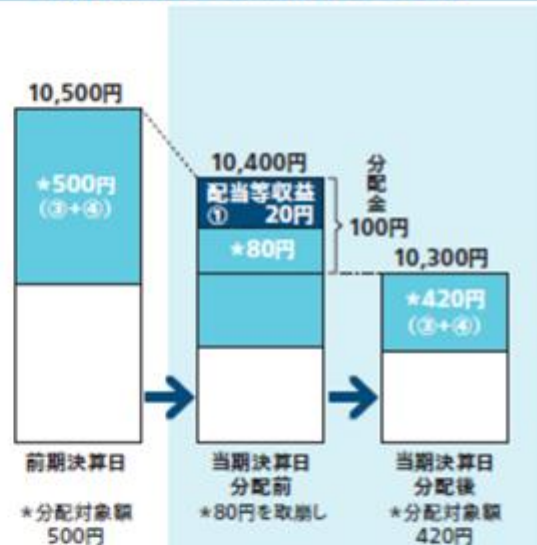 10,500円
*500円
(③+④)
前期決算日
*分配対象額
500円
10,400円
配当等収益
① 20円
*80円
分配金
100円
当期決算日
分配前
*80円を取崩し
10,300円
*420円
(③+④)
当期決算日
分配後
*分配対象額
420円